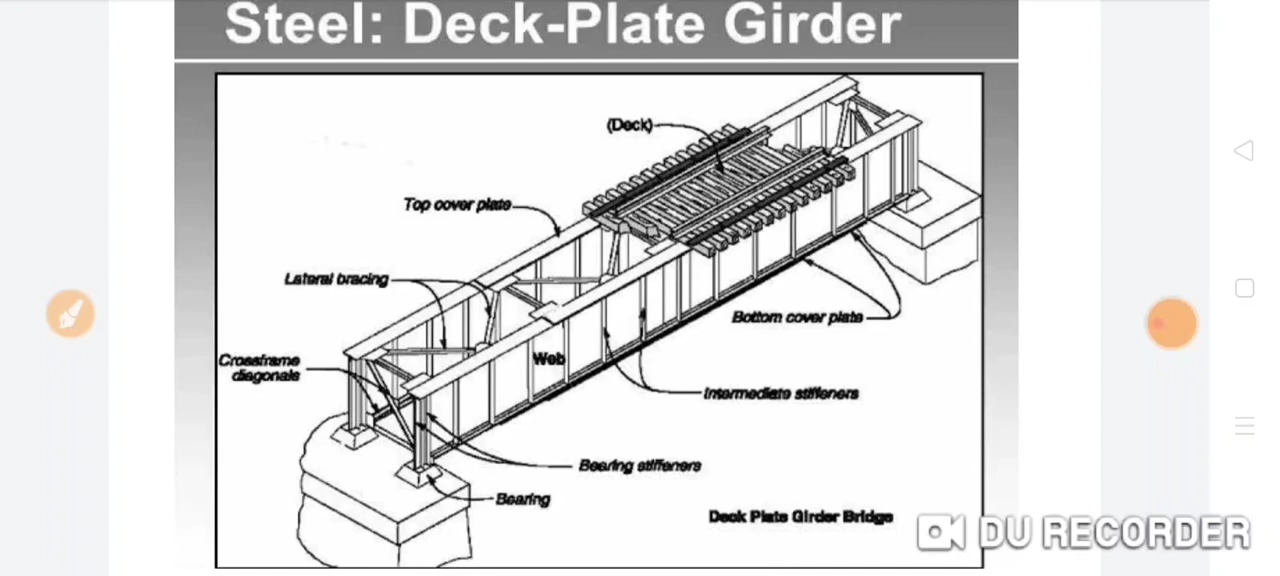 Steel: Deck-Plate Girder
(Deck)
Top cover plate
Lateral bracing
Bottom cover plate
Crossframe
diagonals
Web
Intermediate stiffeners
Bearing stiffeners
Bearing
Deck Plate Girder Bridge
DU RECORDER